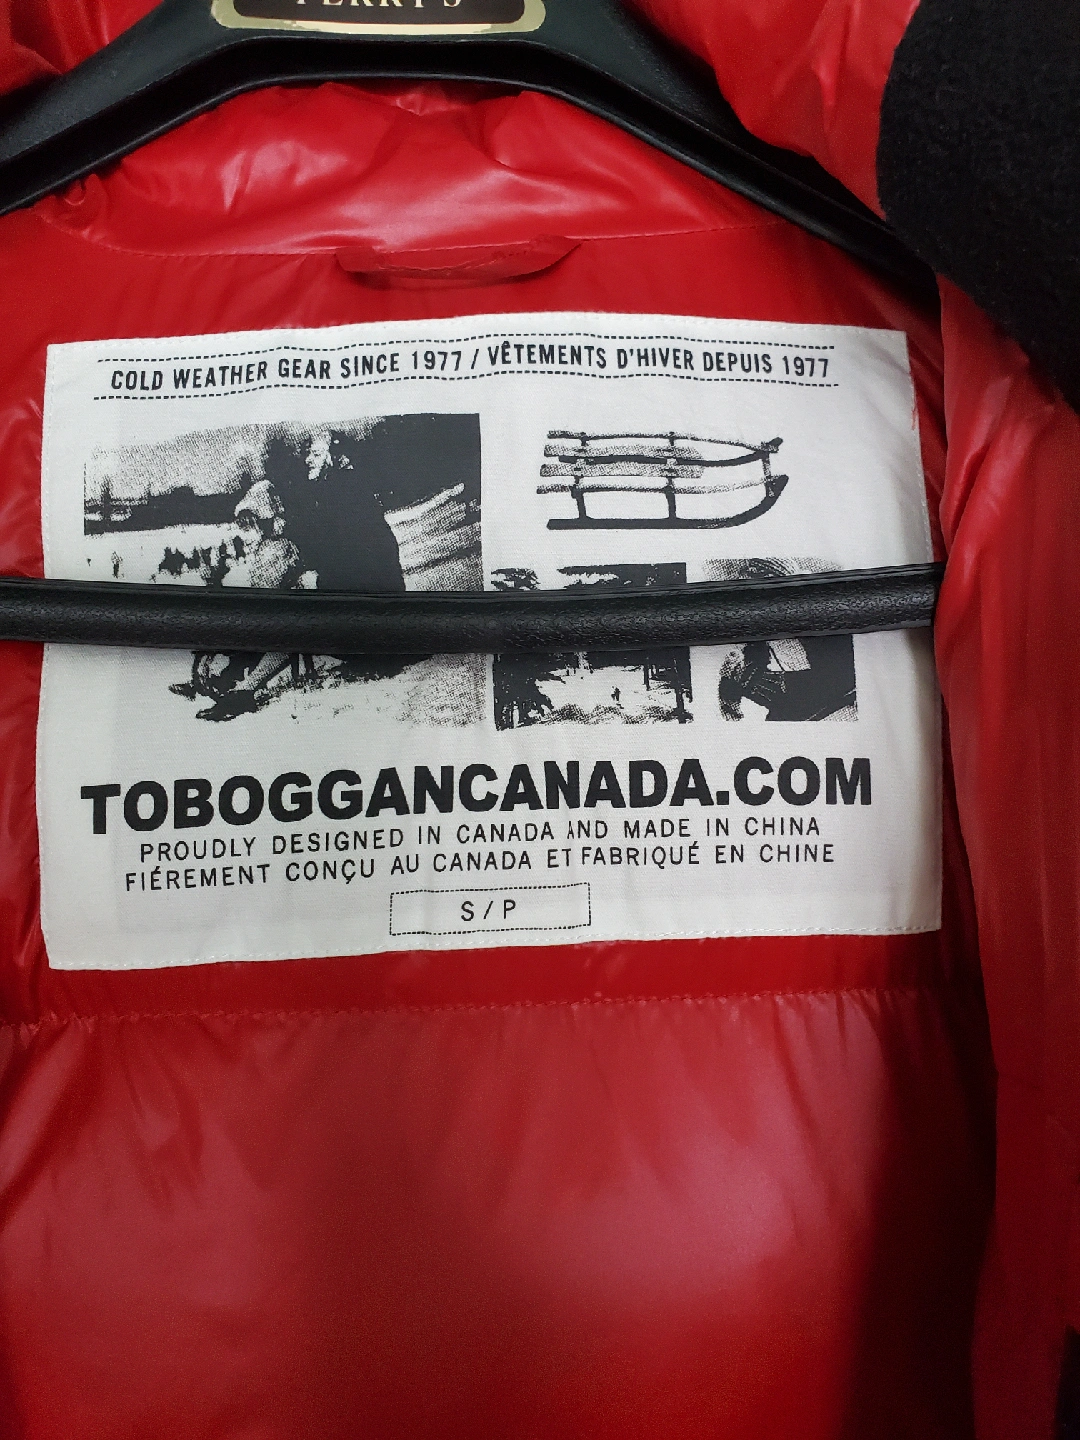 COLD WEATHER GEAR SINCE 1977 / VÊTEMENTS D'HIVER DEPUIS 1977
TOBOGGANCANADA.COM
PROUDLY DESIGNED IN CANADA AND MADE IN CHINA
FIÉREMENT CONÇU AU CANADA ET FABRIQUÉ EN CHINE
S / P